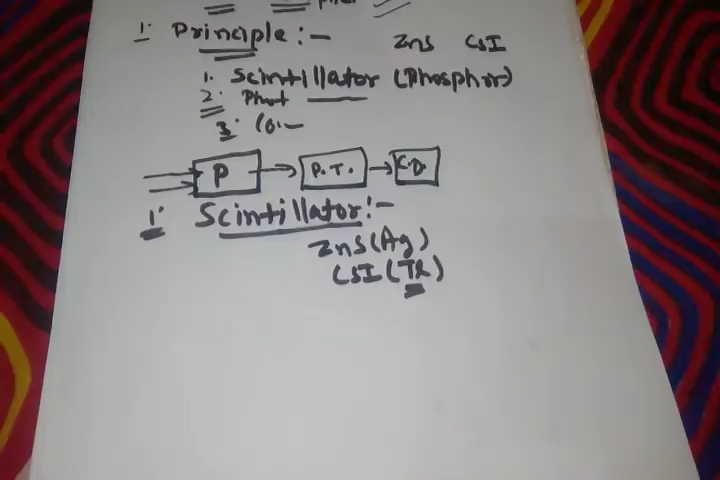 1. Principle:-
ZnS CsI
1. Scintillator (Phosphor)
2. Phot
3.
P P.T. C.D.
1. Scintillator:-
ZnS(Ag)
CSI(Tl)